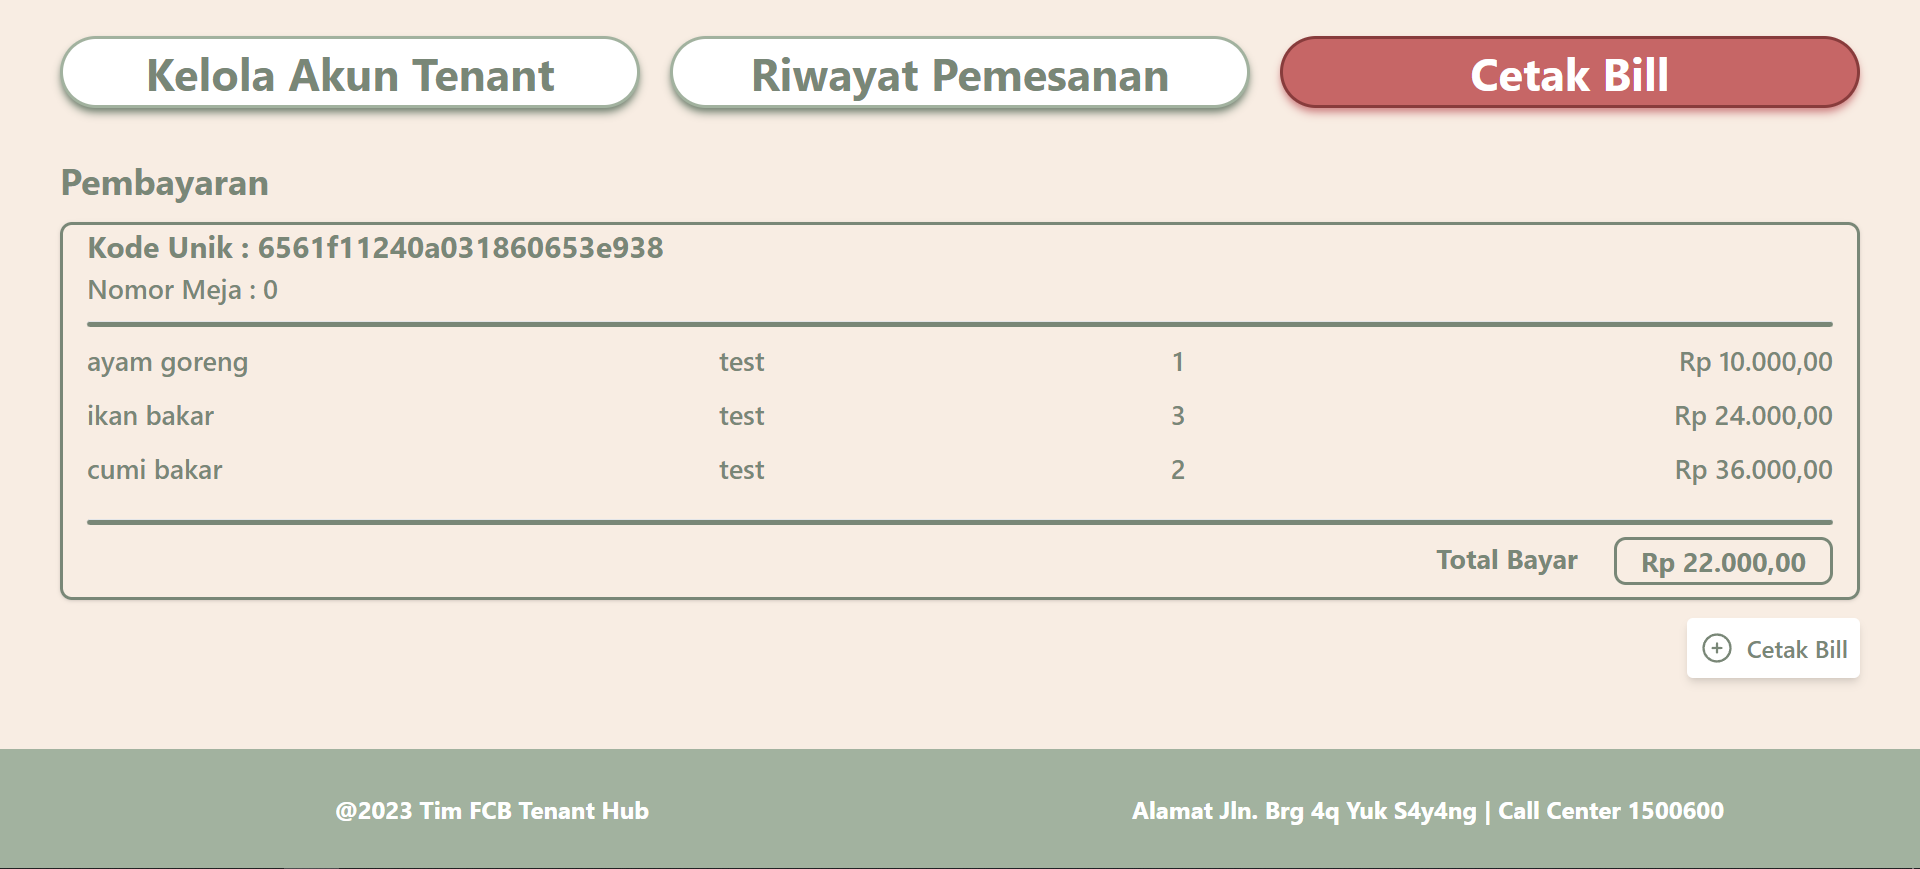 Kelola Akun Tenant Riwayat Pemesanan Cetak Bill
Pembayaran
Kode Unik : 6561f11240a031860653e938
Nomor Meja : 0
ayam goreng test 1 Rp 10.000,00
ikan bakar test 3 Rp 24.000,00
cumi bakar test 2 Rp 36.000,00
Total Bayar Rp 22.000,00
Cetak Bill
@2023 Tim FCB Tenant Hub Alamat Jln. Brg 4q Yuk S4y4ng | Call Center 1500600